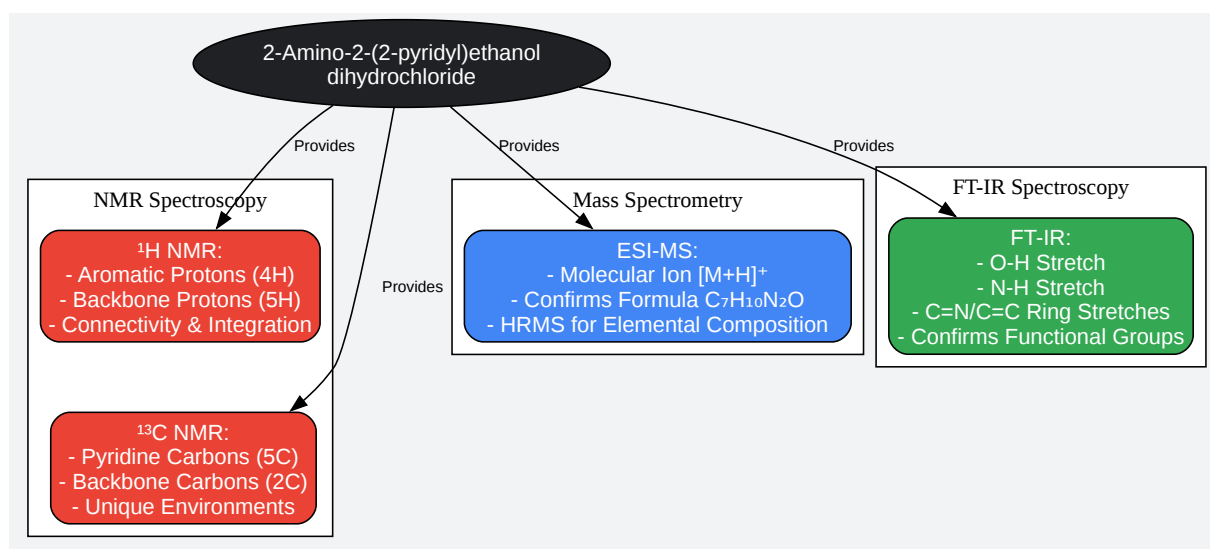 2-Amino-2-(2-pyridyl)ethanol
dihydrochloride
Provides
Provides
Provides
Provides
NMR Spectroscopy
¹H NMR:
- Aromatic Protons (4H)
- Backbone Protons (5H)
- Connectivity & Integration
¹³C NMR:
- Pyridine Carbons (5C)
- Backbone Carbons (2C)
- Unique Environments
Mass Spectrometry
ESI-MS:
- Molecular Ion [M+H]⁺
- Confirms Formula C₇H₁₀N₂O
- HRMS for Elemental Composition
FT-IR Spectroscopy
FT-IR:
- O-H Stretch
- N-H Stretch
- C=N/C=C Ring Stretches
- Confirms Functional Groups